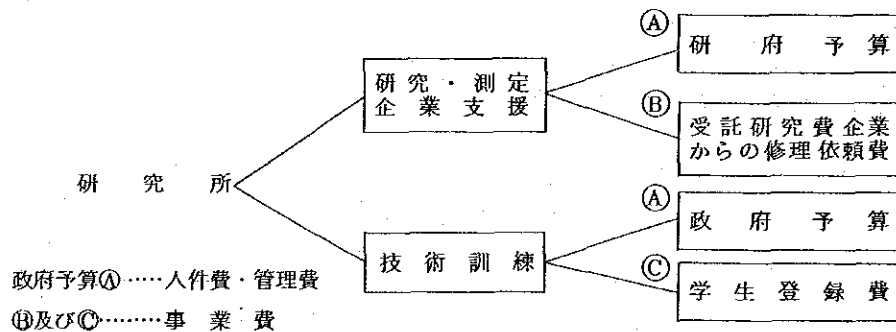 Ⓐ
研府予算
研究・測定
企業支援
Ⓑ
受託研究費企業
からの修理依頼費
研究所
Ⓐ
政府予算
技術訓練
Ⓒ
学生登録費
政府予算Ⓐ……人件費・管理費
Ⓑ及びⒸ………事業費